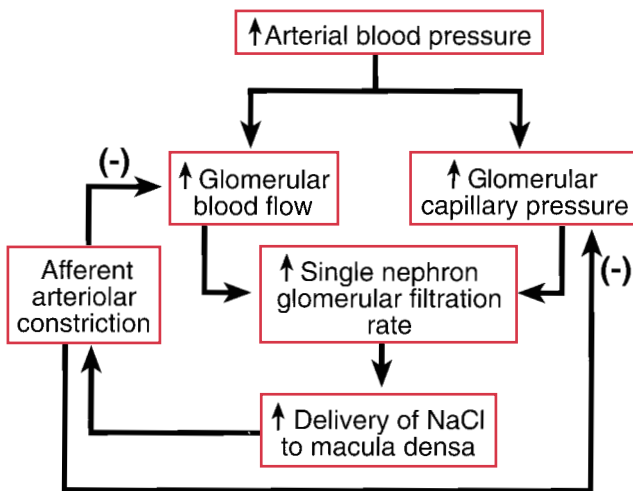 ↑Arterial blood pressure
(-)
↑ Glomerular
blood flow
↑ Glomerular
capillary pressure
Afferent
arteriolar
constriction
↑ Single nephron
glomerular filtration
rate
(-)
↑ Delivery of NaCl
to macula densa